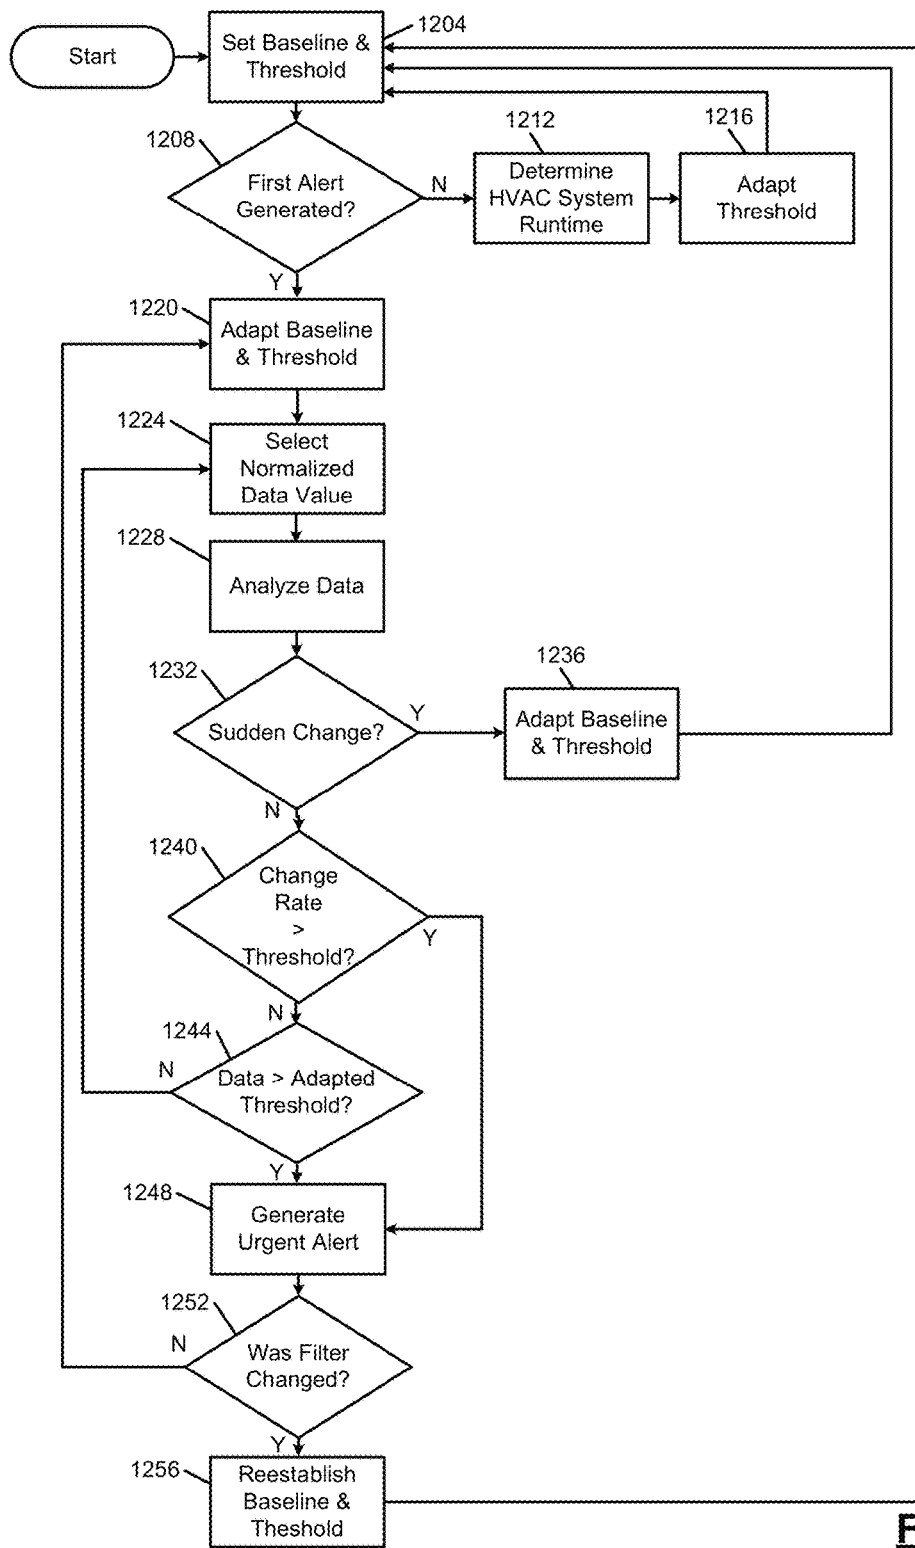 Start
Set Baseline &
Threshold
1204
1208
First Alert
Generated?
N
Y
1212
Determine
HVAC System
Runtime
1216
Adapt
Threshold
1220
Adapt Baseline
& Threshold
1224
Select
Normalized
Data Value
1228
Analyze Data
1232
Sudden Change?
Y
N
1236
Adapt Baseline
& Threshold
1240
Change
Rate
>
Threshold?
Y
N
1244
Data > Adapted
Threshold?
N
Y
1248
Generate
Urgent Alert
1252
Was Filter
Changed?
N
Y
1256
Reestablish
Baseline &
Theshold
F